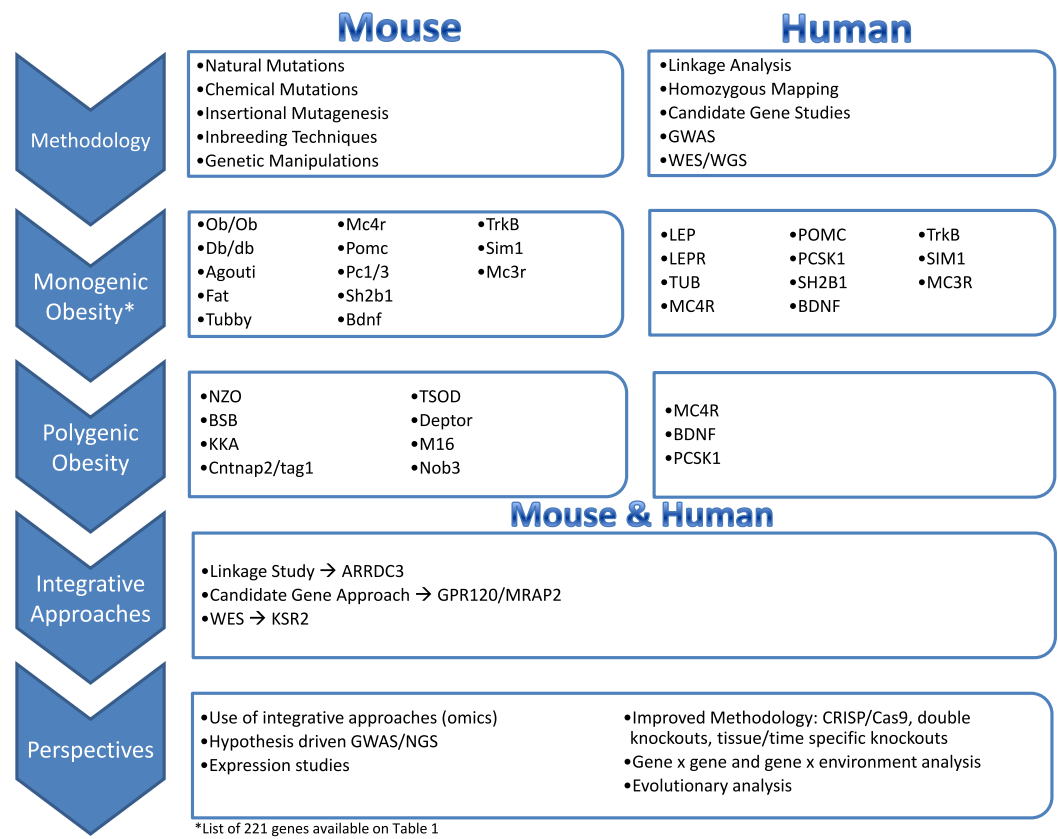 Mouse
Human
Methodology
•Natural Mutations
•Chemical Mutations
•Insertional Mutagenesis
•Inbreeding Techniques
•Genetic Manipulations
•Linkage Analysis
•Homozygous Mapping
•Candidate Gene Studies
•GWAS
•WES/WGS
Monogenic
Obesity*
•Ob/Ob
•Db/db
•Agouti
•Fat
•Tubby
•Mc4r
•Pomc
•Pc1/3
•Sh2b1
•Bdnf
•TrkB
•Sim1
•Mc3r
•LEP
•LEPR
•TUB
•MC4R
•POMC
•PCSK1
•SH2B1
•BDNF
•TrkB
•SIM1
•MC3R
Polygenic
Obesity
•NZO
•BSB
•KKA
•Cntnap2/tag1
•TSOD
•Deptor
•M16
•Nob3
•MC4R
•BDNF
•PCSK1
Mouse & Human
Integrative
Approaches
•Linkage Study → ARRDC3
•Candidate Gene Approach → GPR120/MRAP2
•WES → KSR2
Perspectives
•Use of integrative approaches (omics)
•Hypothesis driven GWAS/NGS
•Expression studies
•Improved Methodology: CRISP/Cas9, double
knockouts, tissue/time specific knockouts
•Gene x gene and gene x environment analysis
•Evolutionary analysis
*List of 221 genes available on Table 1